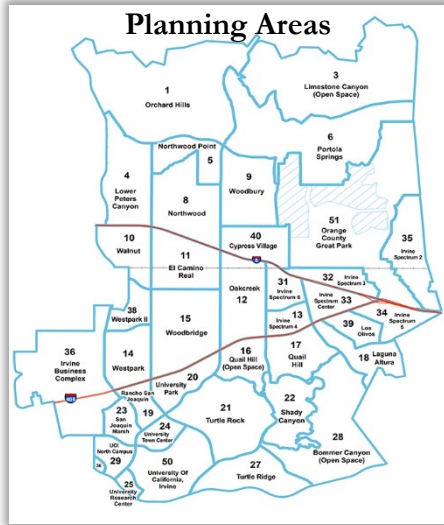 Planning Areas
1
Orchard Hills
3
Limestone Canyon
(Open Space)
6
Portola
Springs
Northwood Point
5
4
Lower
Peters
Canyon
8
Northwood
9
Woodbury
51
Orange
County
Great Park
35
Irvine
Spectrum 2
10
Walnut
11
El Camino
Real
40
Cypress Village
5
38
Westpark II
15
Woodbridge
Oakcreek
12
31
Irvine
Spectrum 6
32
Irvine
Spectrum 3
Irvine
Spectrum
Center
33
13
Irvine
Spectrum 4
39
Los
Olivos
34
Irvine
Spectrum
5
36
Irvine
Business
Complex
14
Westpark
16
Quail Hill
(Open Space)
17
Quail
Hill
18
Laguna
Altura
405
Rancho San
Joaquin
19
20
University
Park
23
San
Joaquin
Marsh
24
University
Town Center
21
Turtle Rock
22
Shady
Canyon
28
Bommer Canyon
(Open Space)
UCI
North Campus
29
25
University
Research
Center
50
University Of
California,
Irvine
27
Turtle Ridge